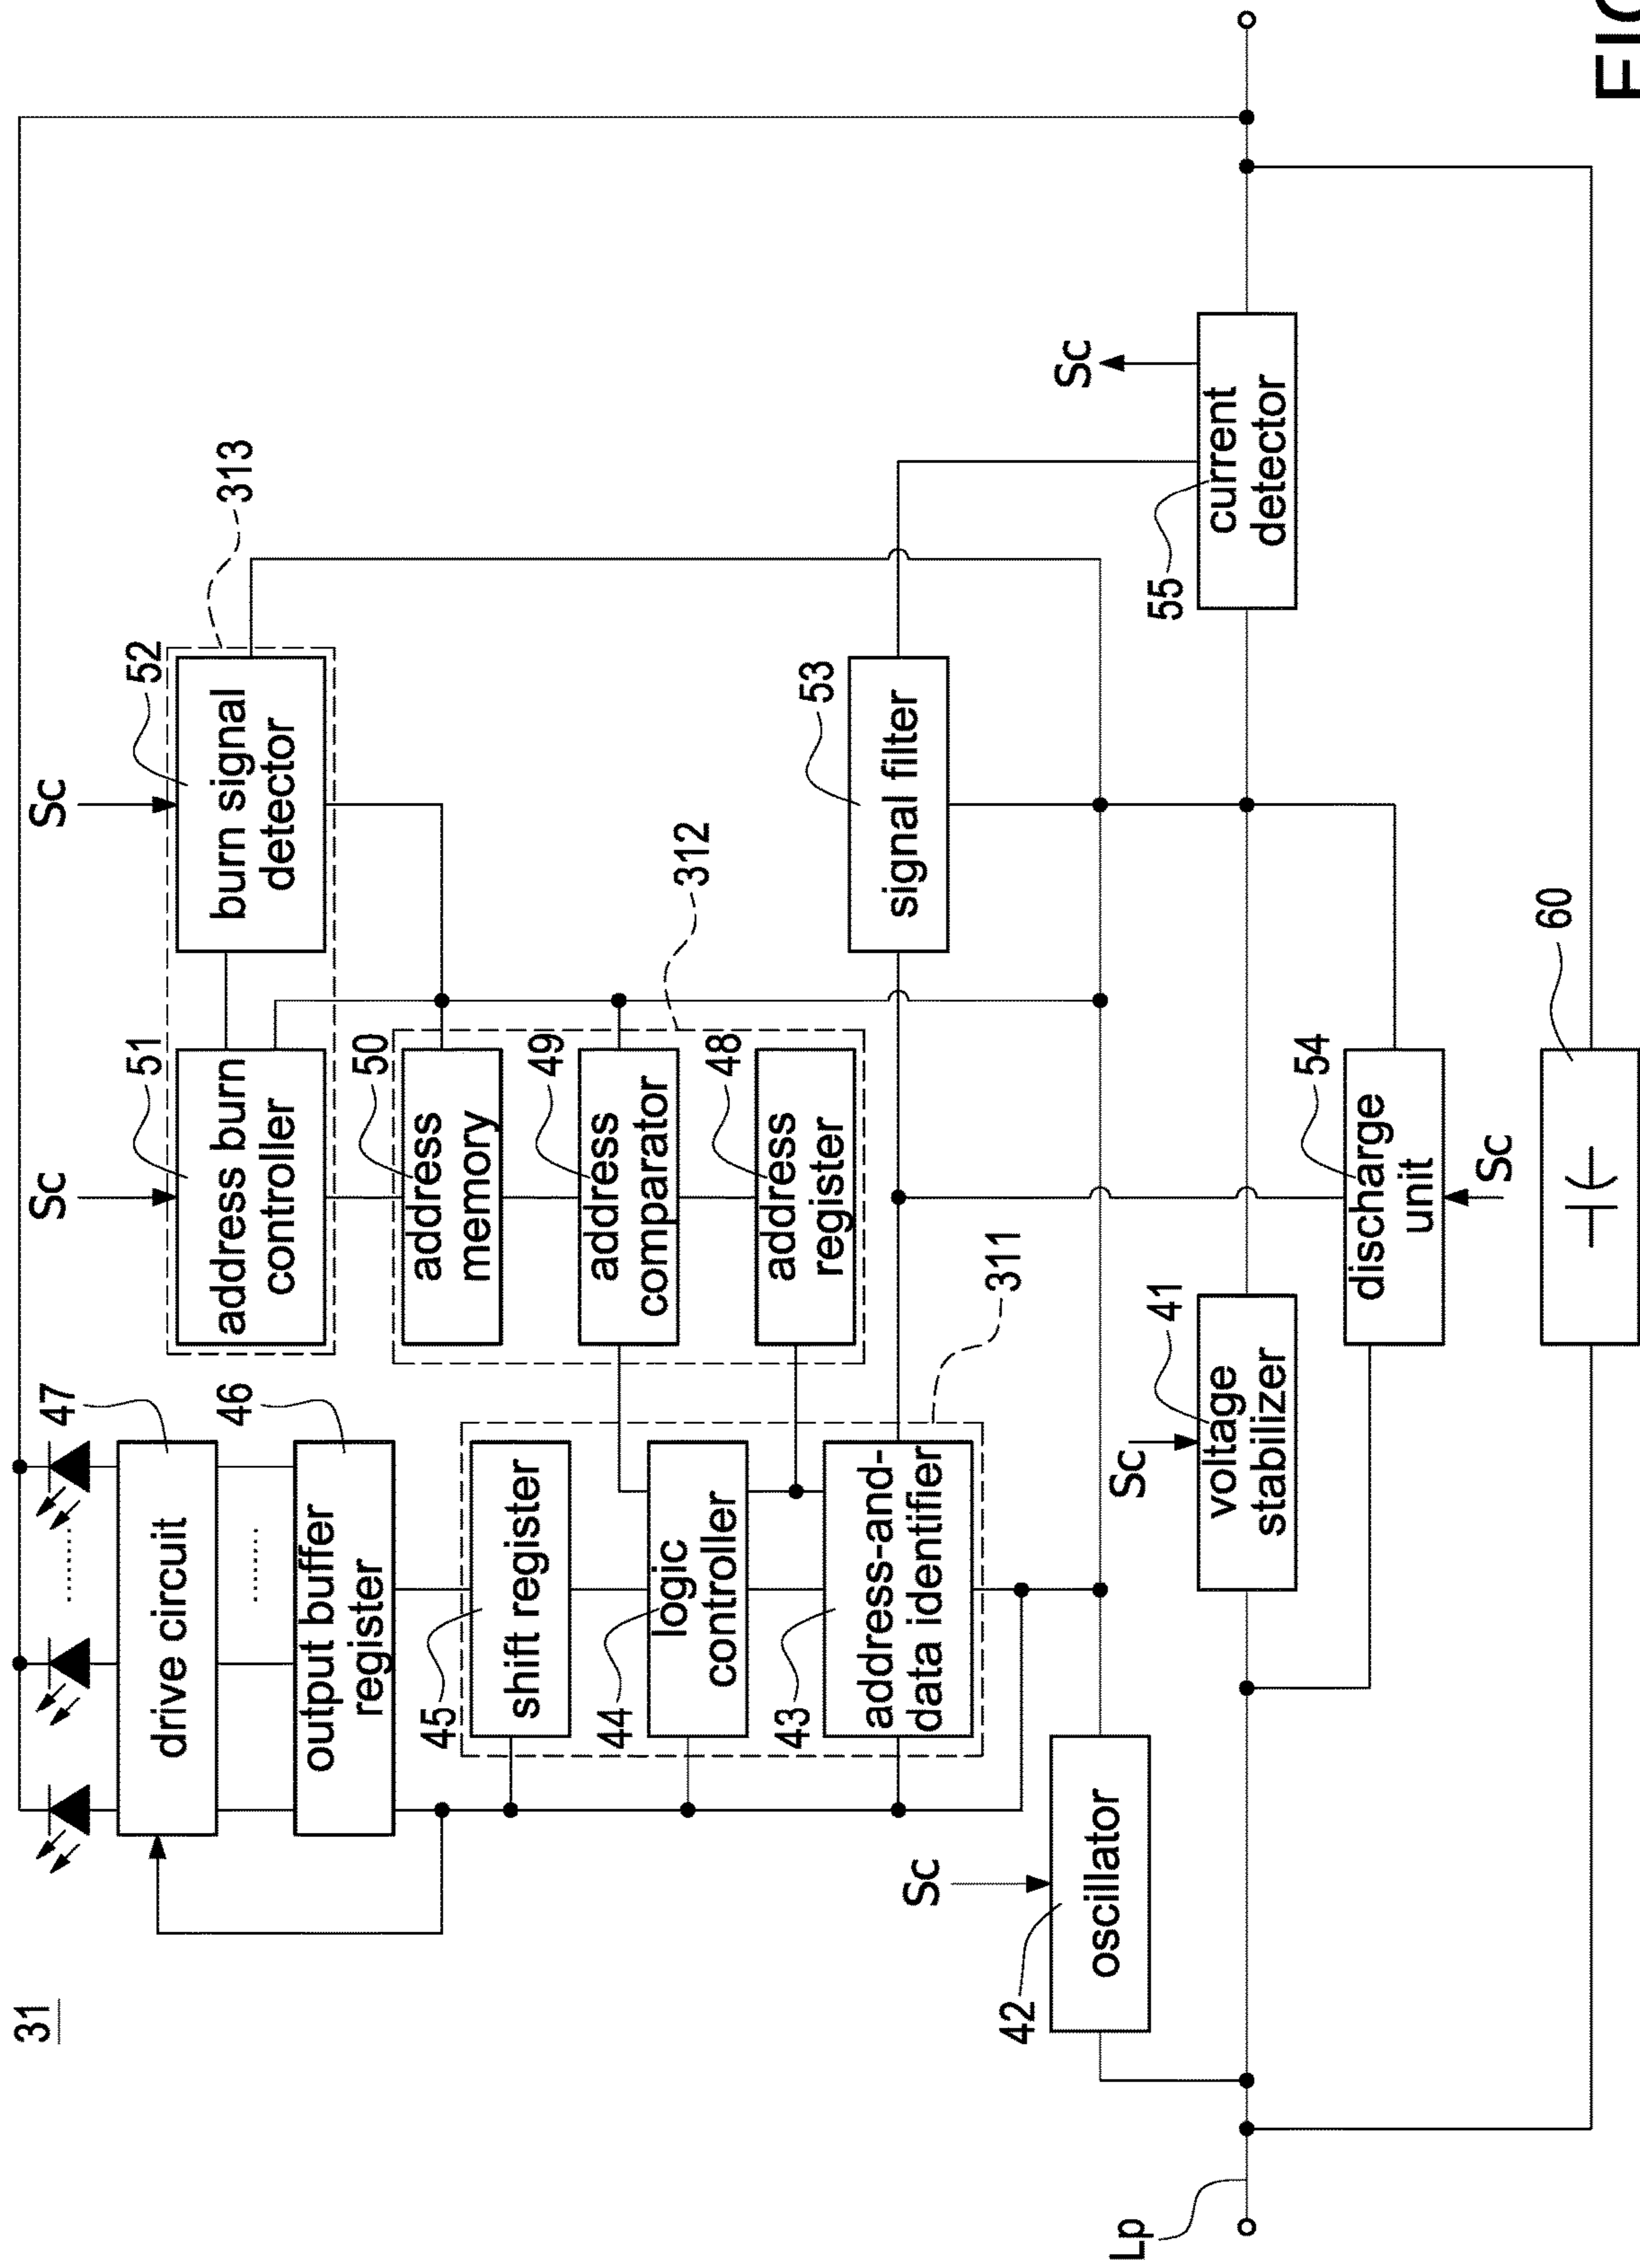 31
47
drive circuit
46
output buffer
register
45
shift register
44
logic
controller
43
address-and-
data identifier
311
Sc
51
address burn
controller
Sc
52
burn signal
detector
313
50
address
memory
49
address
comparator
48
address
register
312
53
signal filter
Sc
42
oscillator
Sc
41
voltage
stabilizer
54
discharge
unit
Sc
55
current
detector
Sc
60
Lp